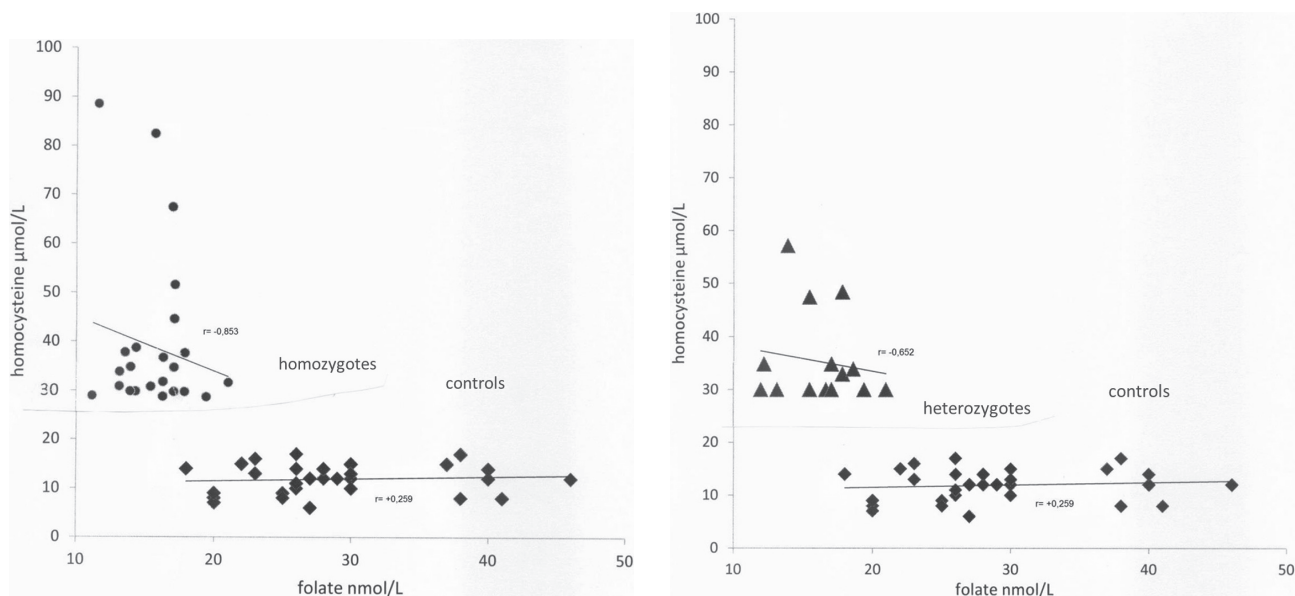 100
90
80
70
60
50
40
30
20
10
0
homocysteine µmol/L
r= -0,853
homozygotes
controls
r= +0,259
10
20
30
40
50
folate nmol/L
100
90
80
70
60
50
40
30
20
10
0
homocysteine µmol/L
r= -0,652
heterozygotes
controls
r= +0,259
10
20
30
40
50
folate nmol/L